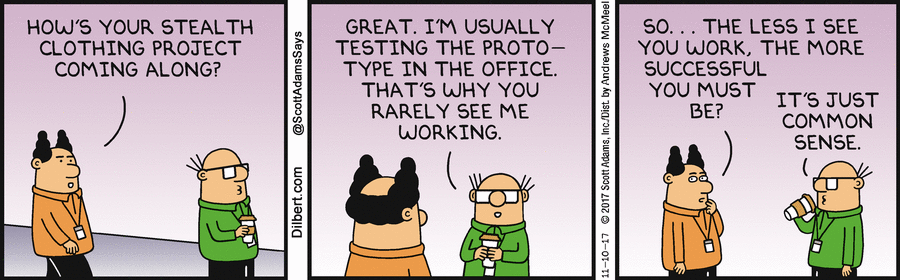 HOW'S YOUR STEALTH
CLOTHING PROJECT
COMING ALONG?
Dilbert.com @ScottAdamsSays
GREAT. I'M USUALLY
TESTING THE PROTO-
TYPE IN THE OFFICE.
THAT'S WHY YOU
RARELY SEE ME
WORKING.
11-10-17 © 2017 Scott Adams, Inc./Dist. by Andrews McMeel
SO... THE LESS I SEE
YOU WORK, THE MORE
SUCCESSFUL
YOU MUST
BE?
IT'S JUST
COMMON
SENSE.